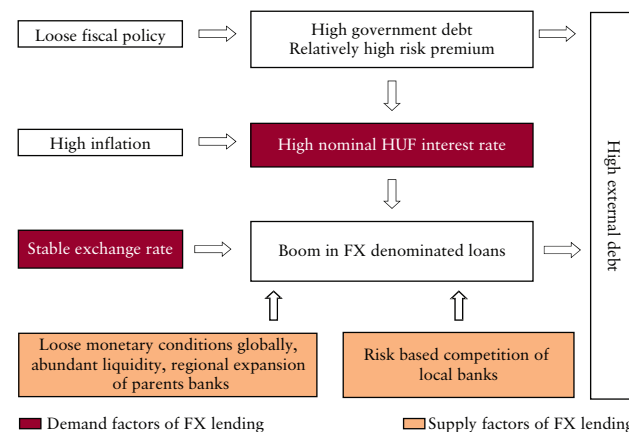 Loose fiscal policy
High government debt
Relatively high risk premium
High inflation
High nominal HUF interest rate
High external debt
Stable exchange rate
Boom in FX denominated loans
Loose monetary conditions globally,
abundant liquidity, regional expansion
of parents banks
Risk based competition of
local banks
Demand factors of FX lending
Supply factors of FX lending